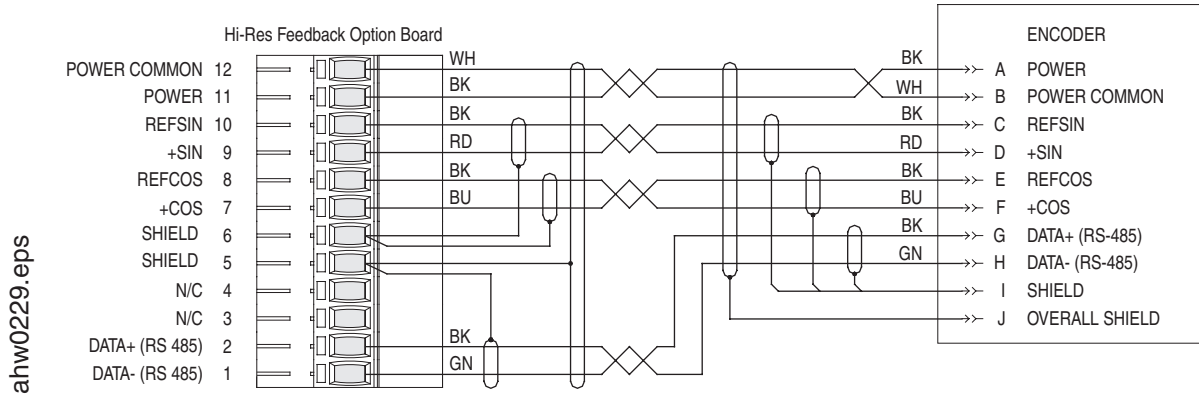 Hi-Res Feedback Option Board
ENCODER
POWER COMMON 12 WH BK A POWER
POWER 11 BK WH B POWER COMMON
REFSIN 10 BK BK C REFSIN
+SIN 9 RD RD D +SIN
REFCOS 8 BK BK E REFCOS
+COS 7 BU BU F +COS
SHIELD 6 BK G DATA+ (RS-485)
SHIELD 5 GN H DATA- (RS-485)
N/C 4 I SHIELD
N/C 3 J OVERALL SHIELD
DATA+ (RS 485) 2 BK
DATA- (RS 485) 1 GN
ahw0229.eps